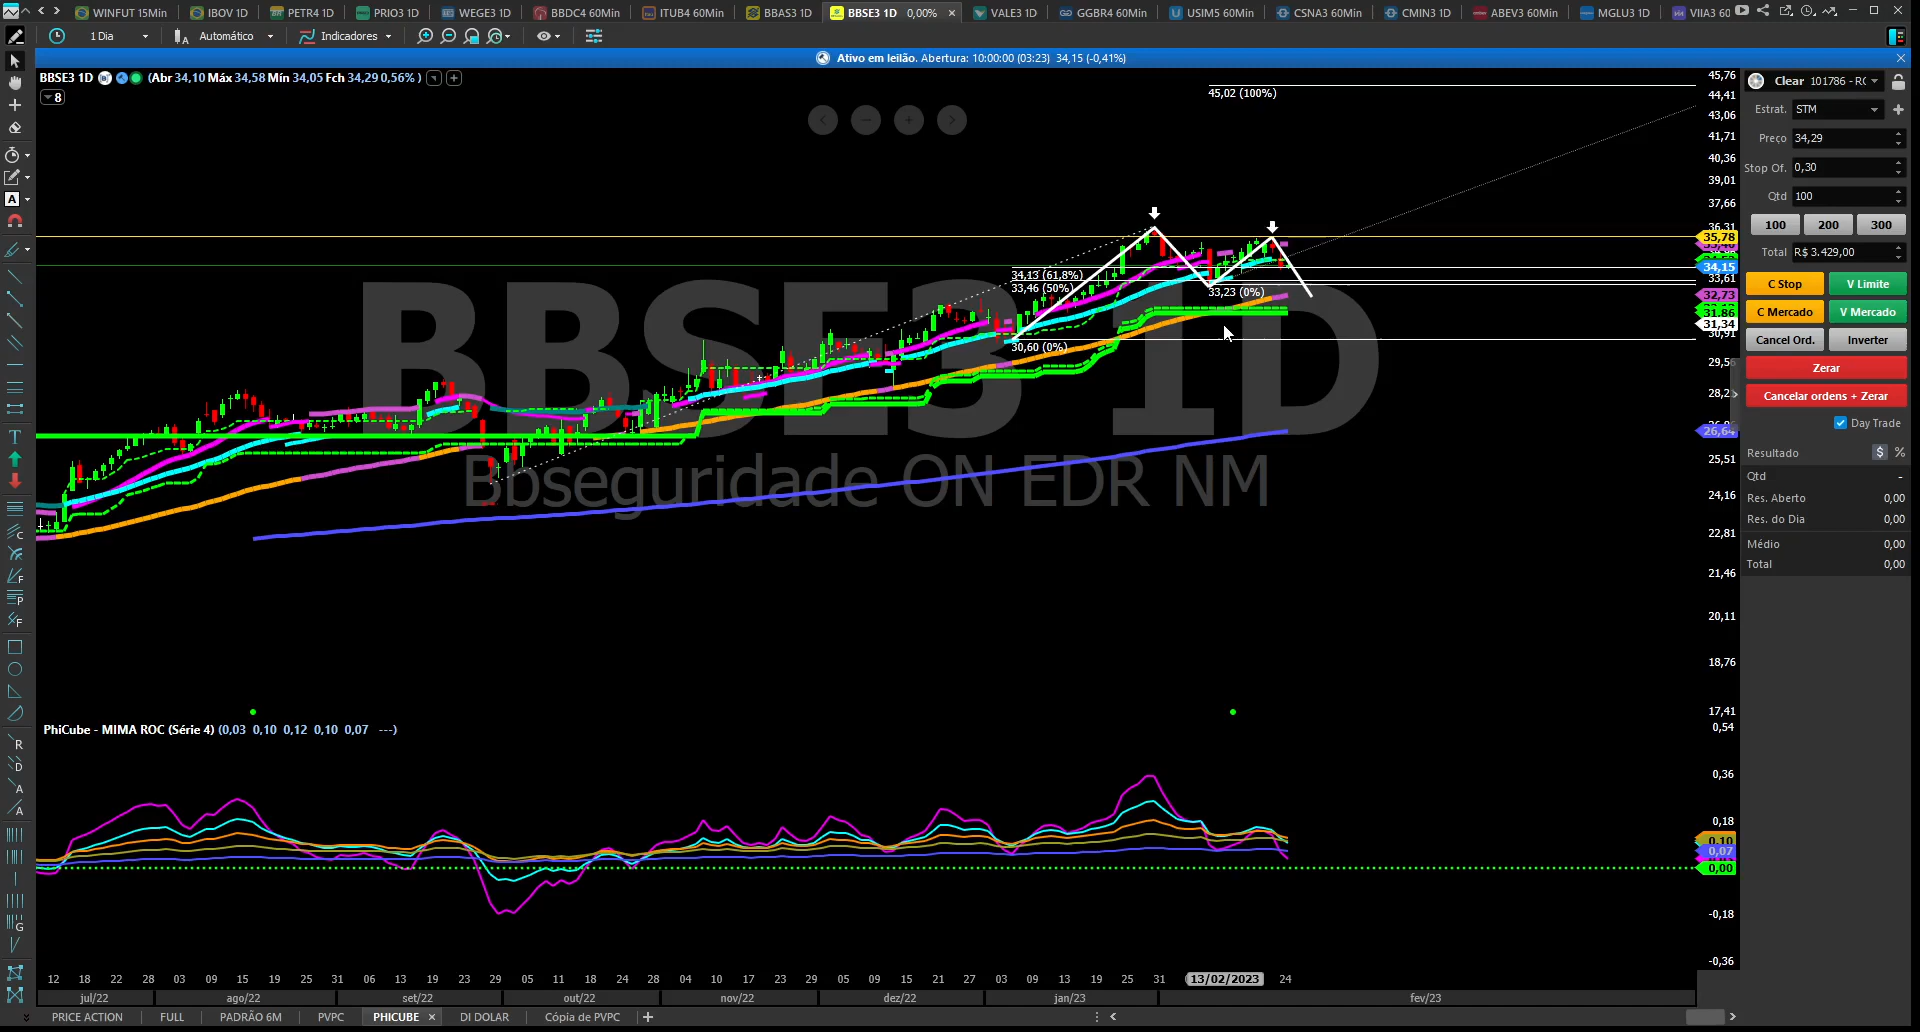 WINFUT 15Min IBOV 1D PETR4 1D PRIO3 1D WEGE3 1D BBDC4 60Min ITUB4 60Min BBAS3 1D BBSE3 1D 0,00% VALE3 1D GGBR4 60Min USIM5 60Min CSNA3 60Min CMIN3 1D ABEV3 60Min MGLU3 1D VIIA3 60
1 Dia Automático Indicadores
Ativo em leilão. Abertura: 10:00:00 (03:23) 34,15 (-0,41%)
BBSE3 1D (Abr 34,10 Máx 34,58 Mín 34,05 Fch 34,29 0,56% )
8
45,02 (100%)
34,13 (61,8%)
33,46 (50%)
33,23 (0%)
30,60 (0%)
BBSE3 1D
Bbseguridade ON EDR NM
45,76
44,41
43,06
41,71
40,36
39,01
37,66
36,31
35,78
34,15
33,61
32,73
31,86
31,34
30,91
29,56
28,2
26,64
25,51
24,16
22,81
21,46
20,11
18,76
17,41
PhiCube - MIMA ROC (Série 4) (0,03 0,10 0,12 0,10 0,07 ---)
0,54
0,36
0,18
0,10
0,07
0,00
-0,18
-0,36
12 18 22 28 03 09 15 19 25 31 06 13 19 23 29 05 11 18 24 28 04 10 17 23 29 05 09 15 21 27 03 09 13 19 25 31 13/02/2023 24
jul/22 ago/22 set/22 out/22 nov/22 dez/22 jan/23 fev/23
PRICE ACTION FULL PADRÃO 6M PVPC PHICUBE DI DOLAR Cópia de PVPC
Clear 101786 - RC
Estrat. STM
Preço 34,29
Stop Of. 0,30
Qtd 100
100 200 300
Total R$ 3.429,00
C Stop V Limite
C Mercado V Mercado
Cancel Ord. Inverter
Zerar
Cancelar ordens + Zerar
Day Trade
Resultado $ %
Qtd -
Res. Aberto 0,00
Res. do Dia 0,00
Médio 0,00
Total 0,00